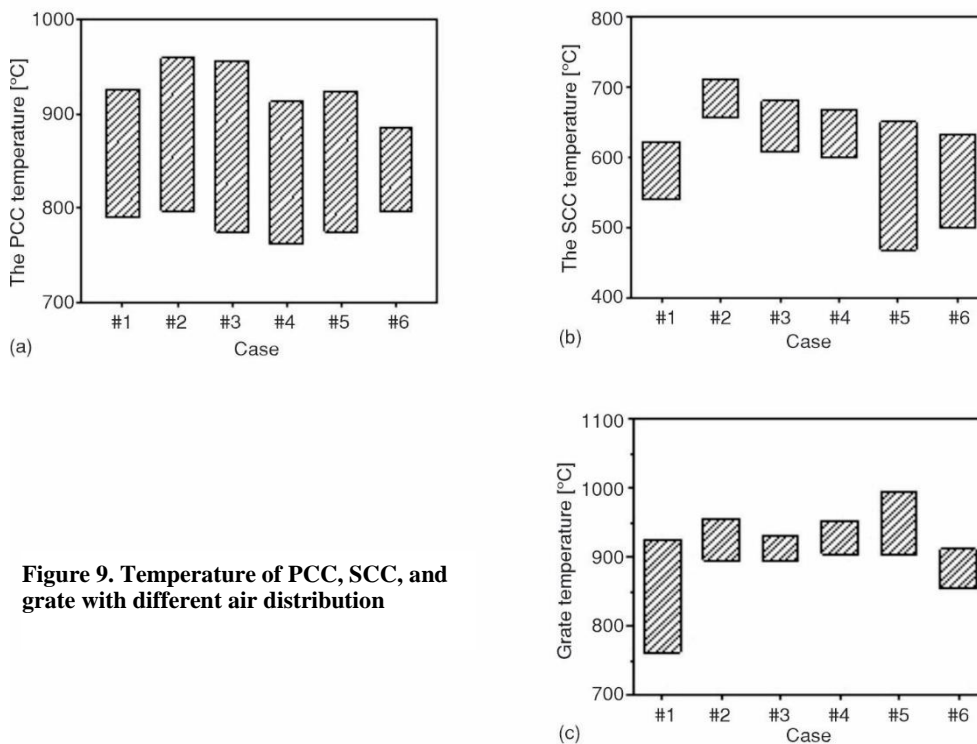 1000
900
800
700
The PCC temperature [°C]
#1 #2 #3 #4 #5 #6
(a)
Case
800
700
600
500
400
The SCC temperature [°C]
#1 #2 #3 #4 #5 #6
(b)
Case
Figure 9. Temperature of PCC, SCC, and
grate with different air distribution
1100
1000
900
800
700
Grate temperature [°C]
#1 #2 #3 #4 #5 #6
(c)
Case